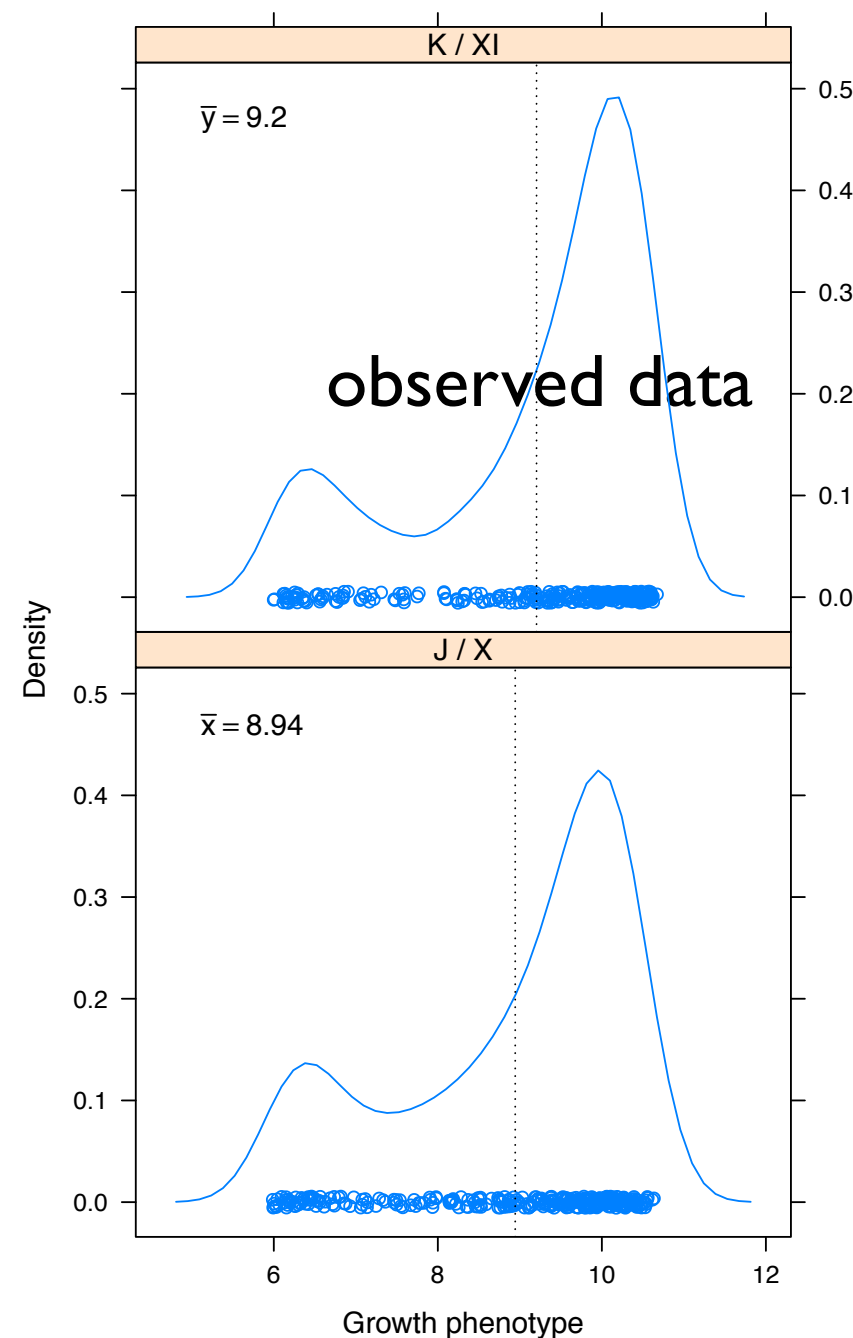 K / XI
y̅ = 9.2
0.5
0.4
0.3
observed data
0.2
0.1
0.0
Density
J / X
x̅ = 8.94
0.5
0.4
0.3
0.2
0.1
0.0
6 8 10 12
Growth phenotype